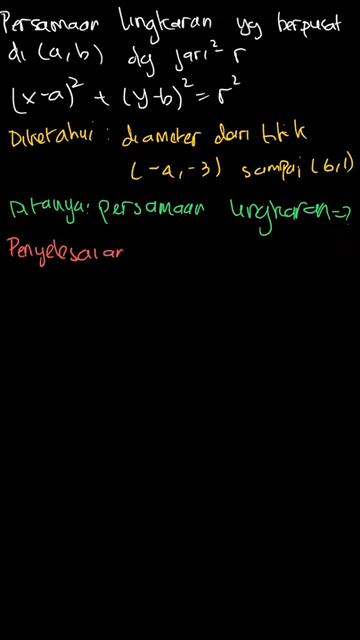 Persamaan lingkaran yg berpusat
di (a, b) dg jari² r
(x-a)² + (y-b)² = r²
Diketahui : diameter dari titik
(-a, -3) sampai (6, 1)
Ditanya: persamaan lingkaran =>
Penyelesaian